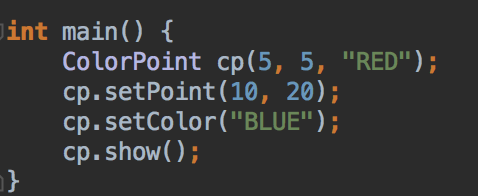 int main() {
    ColorPoint cp(5, 5, "RED");
    cp.setPoint(10, 20);
    cp.setColor("BLUE");
    cp.show();
}